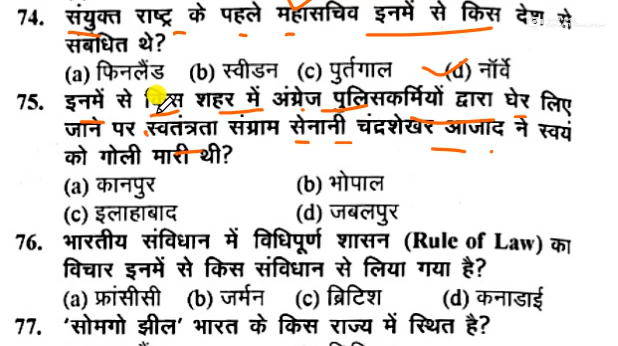 74. संयुक्त राष्ट्र के पहले महासचिव इनमें से किस देश से
संबंधित थे?
(a) फिनलैंड (b) स्वीडन (c) पुर्तगाल (d) नॉर्वे
75. इनमें से किस शहर में अंग्रेज पुलिसकर्मियों द्वारा घेर लिए
जाने पर स्वतंत्रता संग्राम सेनानी चंद्रशेखर आजाद ने स्वयं
को गोली मारी थी?
(a) कानपुर (b) भोपाल
(c) इलाहाबाद (d) जबलपुर
76. भारतीय संविधान में विधिपूर्ण शासन (Rule of Law) का
विचार इनमें से किस संविधान से लिया गया है?
(a) फ्रांसीसी (b) जर्मन (c) ब्रिटिश (d) कनाडाई
77. 'सोमगो झील' भारत के किस राज्य में स्थित है?